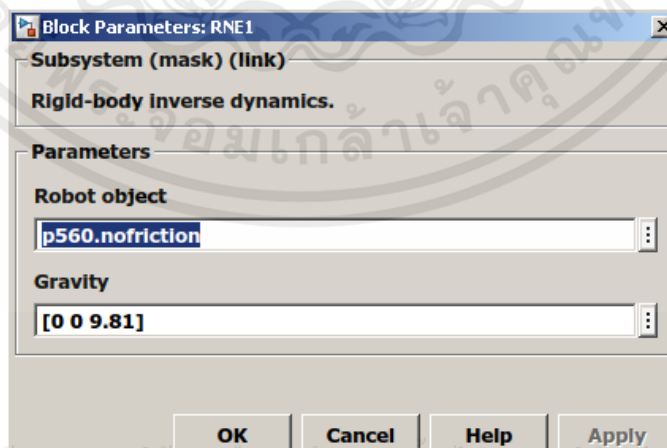 Block Parameters: RNE1
Subsystem (mask) (link)
Rigid-body inverse dynamics.
Parameters
Robot object
p560.nofriction
Gravity
[0 0 9.81]
OK Cancel Help Apply